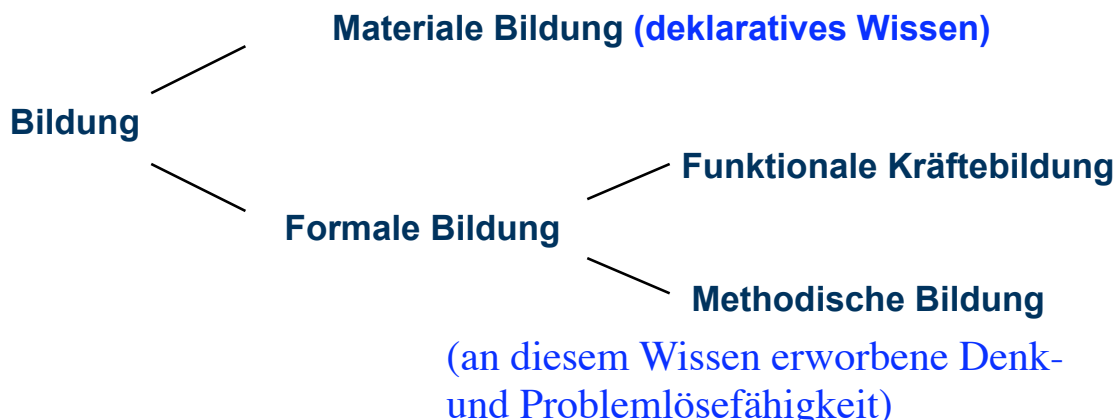 Materiale Bildung (deklaratives Wissen)
Bildung
Funktionale Kräftebildung
Formale Bildung
Methodische Bildung
(an diesem Wissen erworbene Denk-
und Problemlösefähigkeit)